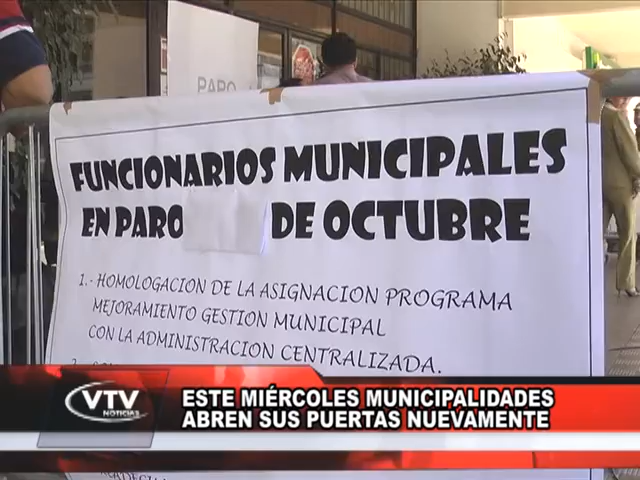 PARO
FUNCIONARIOS MUNICIPALES
EN PARO DE OCTUBRE
1.- HOMOLOGACION DE LA ASIGNACION PROGRAMA
MEJORAMIENTO GESTION MUNICIPAL
CON LA ADMINISTRACION CENTRALIZADA.
VTV
NOTICIAS
ESTE MIÉRCOLES MUNICIPALIDADES
ABREN SUS PUERTAS NUEVAMENTE